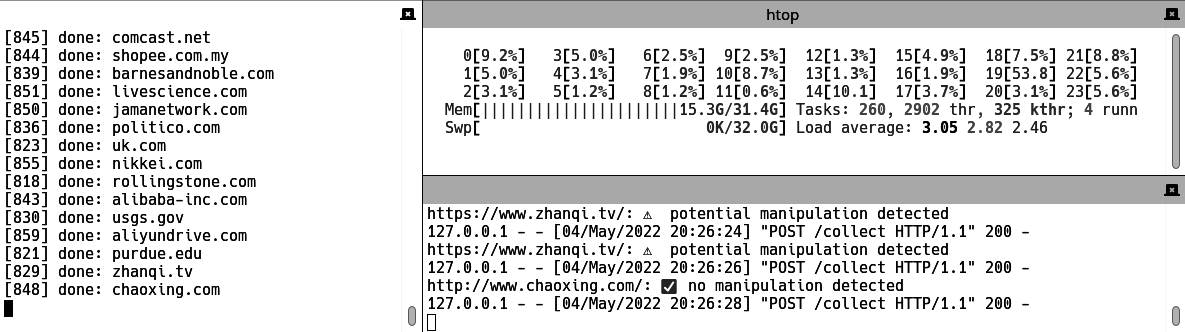 [845] done: comcast.net
[844] done: shopee.com.my
[839] done: barnesandnoble.com
[851] done: livescience.com
[850] done: jamanetwork.com
[836] done: politico.com
[823] done: uk.com
[855] done: nikkei.com
[818] done: rollingstone.com
[843] done: alibaba-inc.com
[830] done: usgs.gov
[859] done: aliyundrive.com
[821] done: purdue.edu
[829] done: zhanqi.tv
[848] done: chaoxing.com
htop
0[9.2%] 3[5.0%] 6[2.5%] 9[2.5%] 12[1.3%] 15[4.9%] 18[7.5%] 21[8.8%]
1[5.0%] 4[3.1%] 7[1.9%] 10[8.7%] 13[1.3%] 16[1.9%] 19[53.8] 22[5.6%]
2[3.1%] 5[1.2%] 8[1.2%] 11[0.6%] 14[10.1] 17[3.7%] 20[3.1%] 23[5.6%]
Mem[||||||||||||||||||||||15.3G/31.4G] Tasks: 260, 2902 thr, 325 kthr; 4 runn
Swp[ 0K/32.0G] Load average: 3.05 2.82 2.46
https://www.zhanqi.tv/: ⚠ potential manipulation detected
127.0.0.1 - - [04/May/2022 20:26:24] "POST /collect HTTP/1.1" 200 -
https://www.zhanqi.tv/: ⚠ potential manipulation detected
127.0.0.1 - - [04/May/2022 20:26:26] "POST /collect HTTP/1.1" 200 -
http://www.chaoxing.com/: ☑ no manipulation detected
127.0.0.1 - - [04/May/2022 20:26:28] "POST /collect HTTP/1.1" 200 -